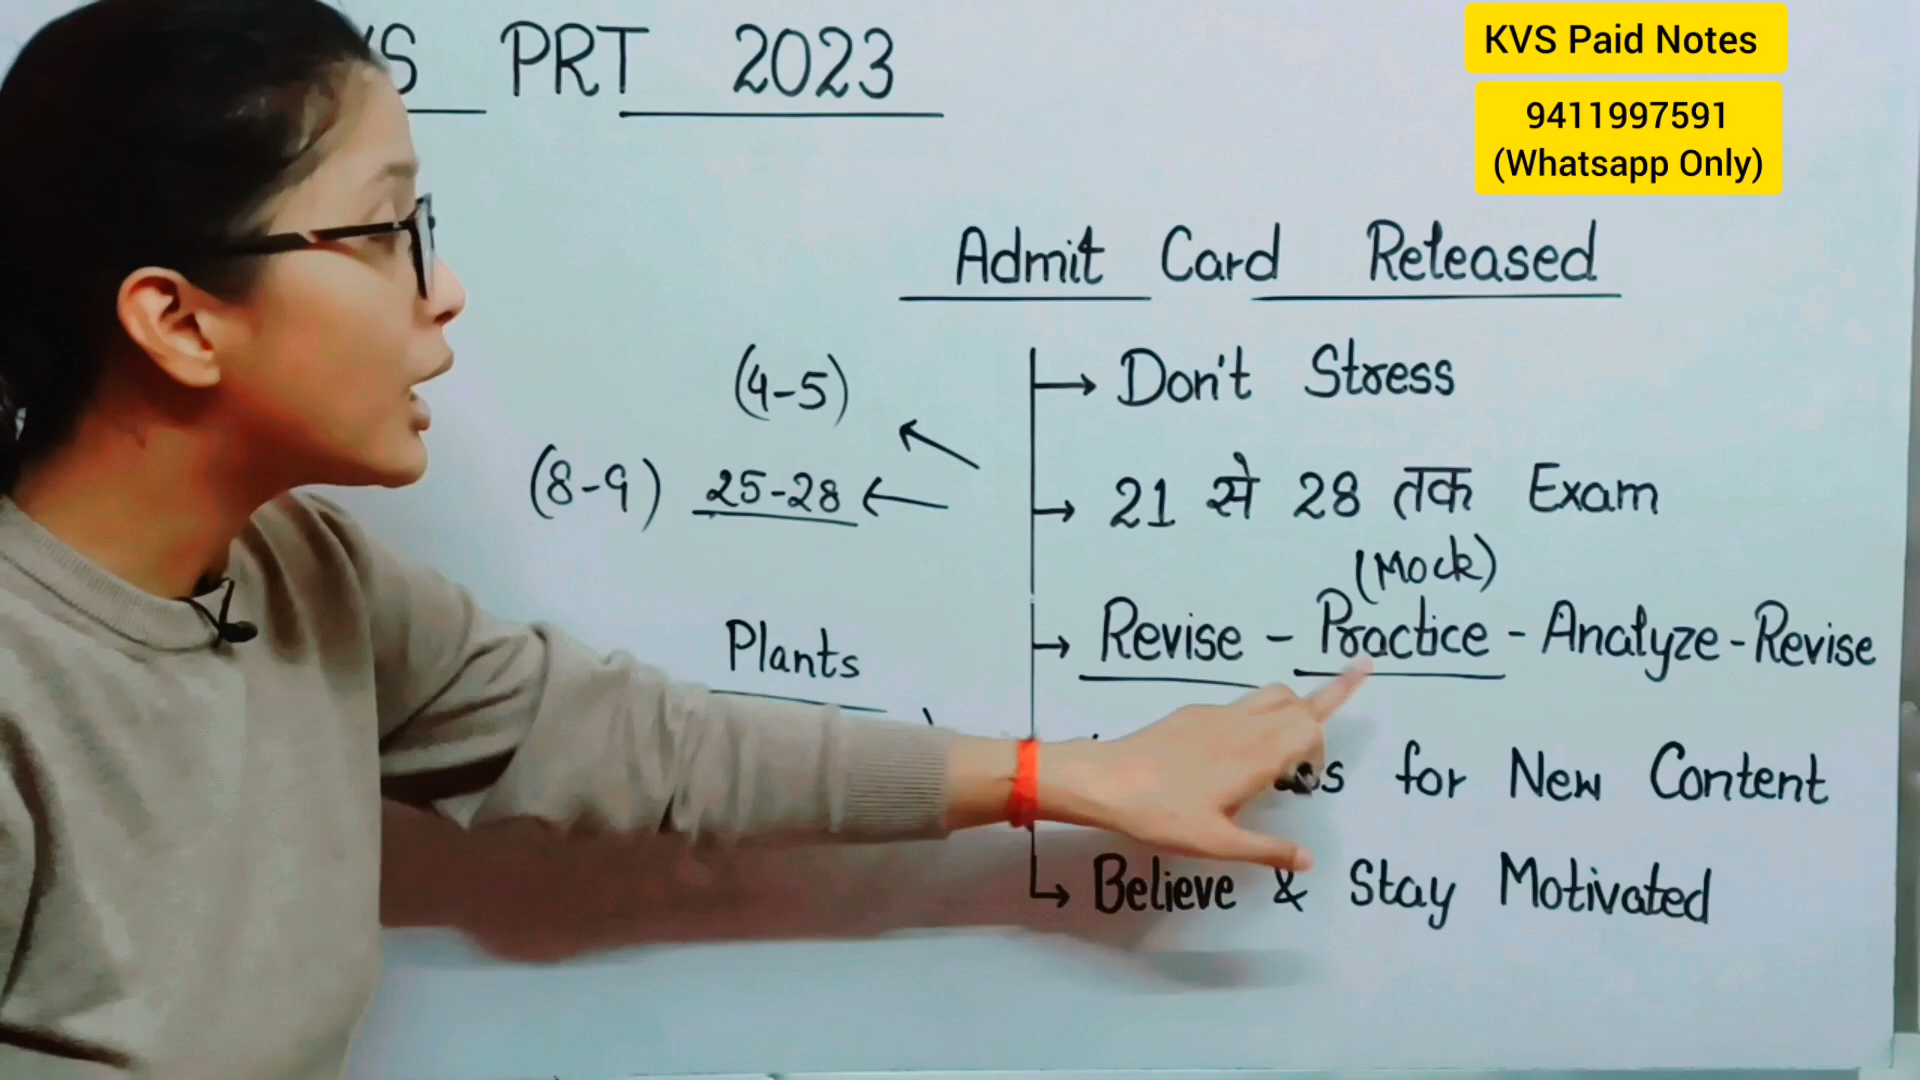 S PRT 2023
KVS Paid Notes
9411997591
(Whatsapp Only)
Admit Card Released
(4-5)
Don't Stress
(8-9) 25-28
21 से 28 तक Exam
(Mock)
Plants
Revise - Practice - Analyze - Revise
for New Content
Believe & Stay Motivated